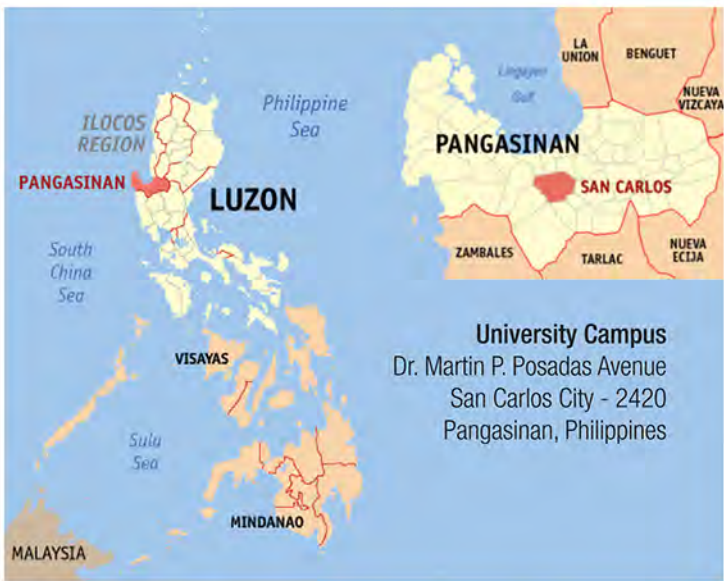 Philippine
Sea
ILOCOS
REGION
PANGASINAN
LUZON
South
China
Sea
VISAYAS
Sulu
Sea
MINDANAO
MALAYSIA
LA
UNION
BENGUET
Lingayen
Gulf
NUEVA
VIZCAYA
PANGASINAN
SAN CARLOS
ZAMBALES
TARLAC
NUEVA
ECIJA
University Campus
Dr. Martin P. Posadas Avenue
San Carlos City - 2420
Pangasinan, Philippines